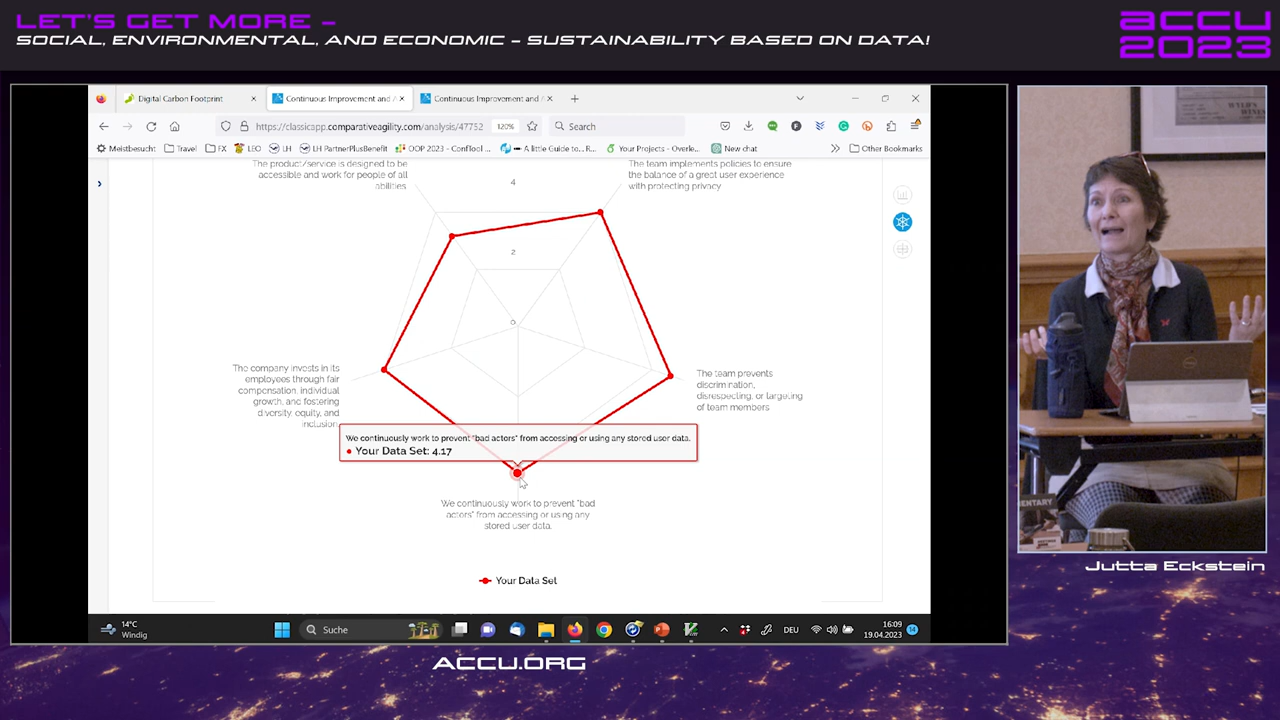 LET'S GET MORE –
SOCIAL, ENVIRONMENTAL, AND ECONOMIC – SUSTAINABILITY BASED ON DATA!
ACCU
2023
Digital Carbon Footprint
Continuous Improvement and A
Continuous Improvement and A
https://classicapp.comparativeagility.com/analysis/47752
120%
Search
Meistbesucht
Travel
FX
LEO
LH
LH PartnerPlusBenefit
OOP 2023 - ConfTool ...
A little Guide to... R...
Your Projects - Overle...
New chat
Other Bookmarks
The product/service is designed to be
accessible and work for people of all
abilities
4
The team implements policies to ensure
the balance of a great user experience
with protecting privacy
2
0
The company invests in its
employees through fair
compensation, individual
growth, and fostering
diversity, equity, and
inclusion.
The team prevents
discrimination,
disrespecting, or targeting
of team members
We continuously work to prevent "bad actors" from accessing or using any stored user data.
Your Data Set: 4.17
We continuously work to prevent "bad
actors" from accessing or using any
stored user data.
Your Data Set
14°C
Windig
Suche
DEU
16:09
19.04.2023
Jutta Eckstein
ACCU.ORG